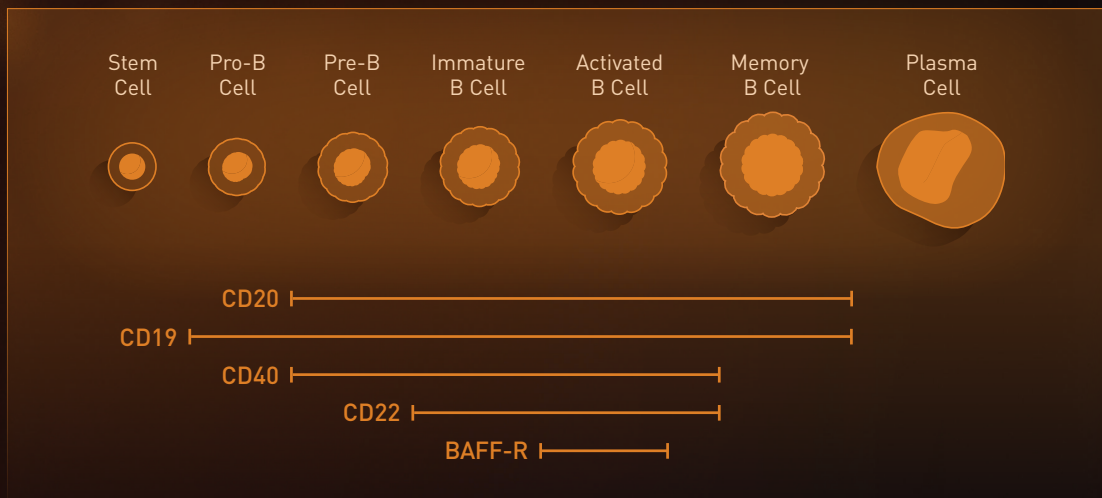 Stem
Cell
Pro-B
Cell
Pre-B
Cell
Immature
B Cell
Activated
B Cell
Memory
B Cell
Plasma
Cell
CD20
CD19
CD40
CD22
BAFF-R